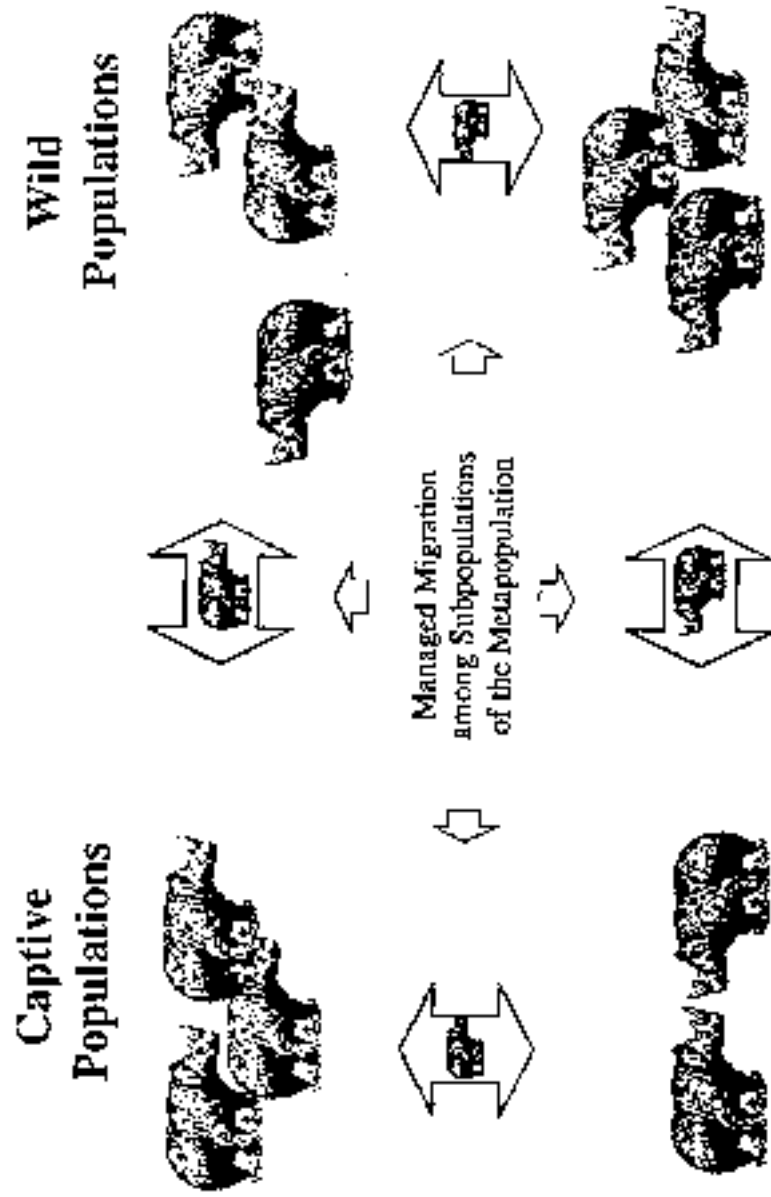 Captive
Populations
Wild
Populations
Managed Migration
among Subpopulations
of the Metapopulation